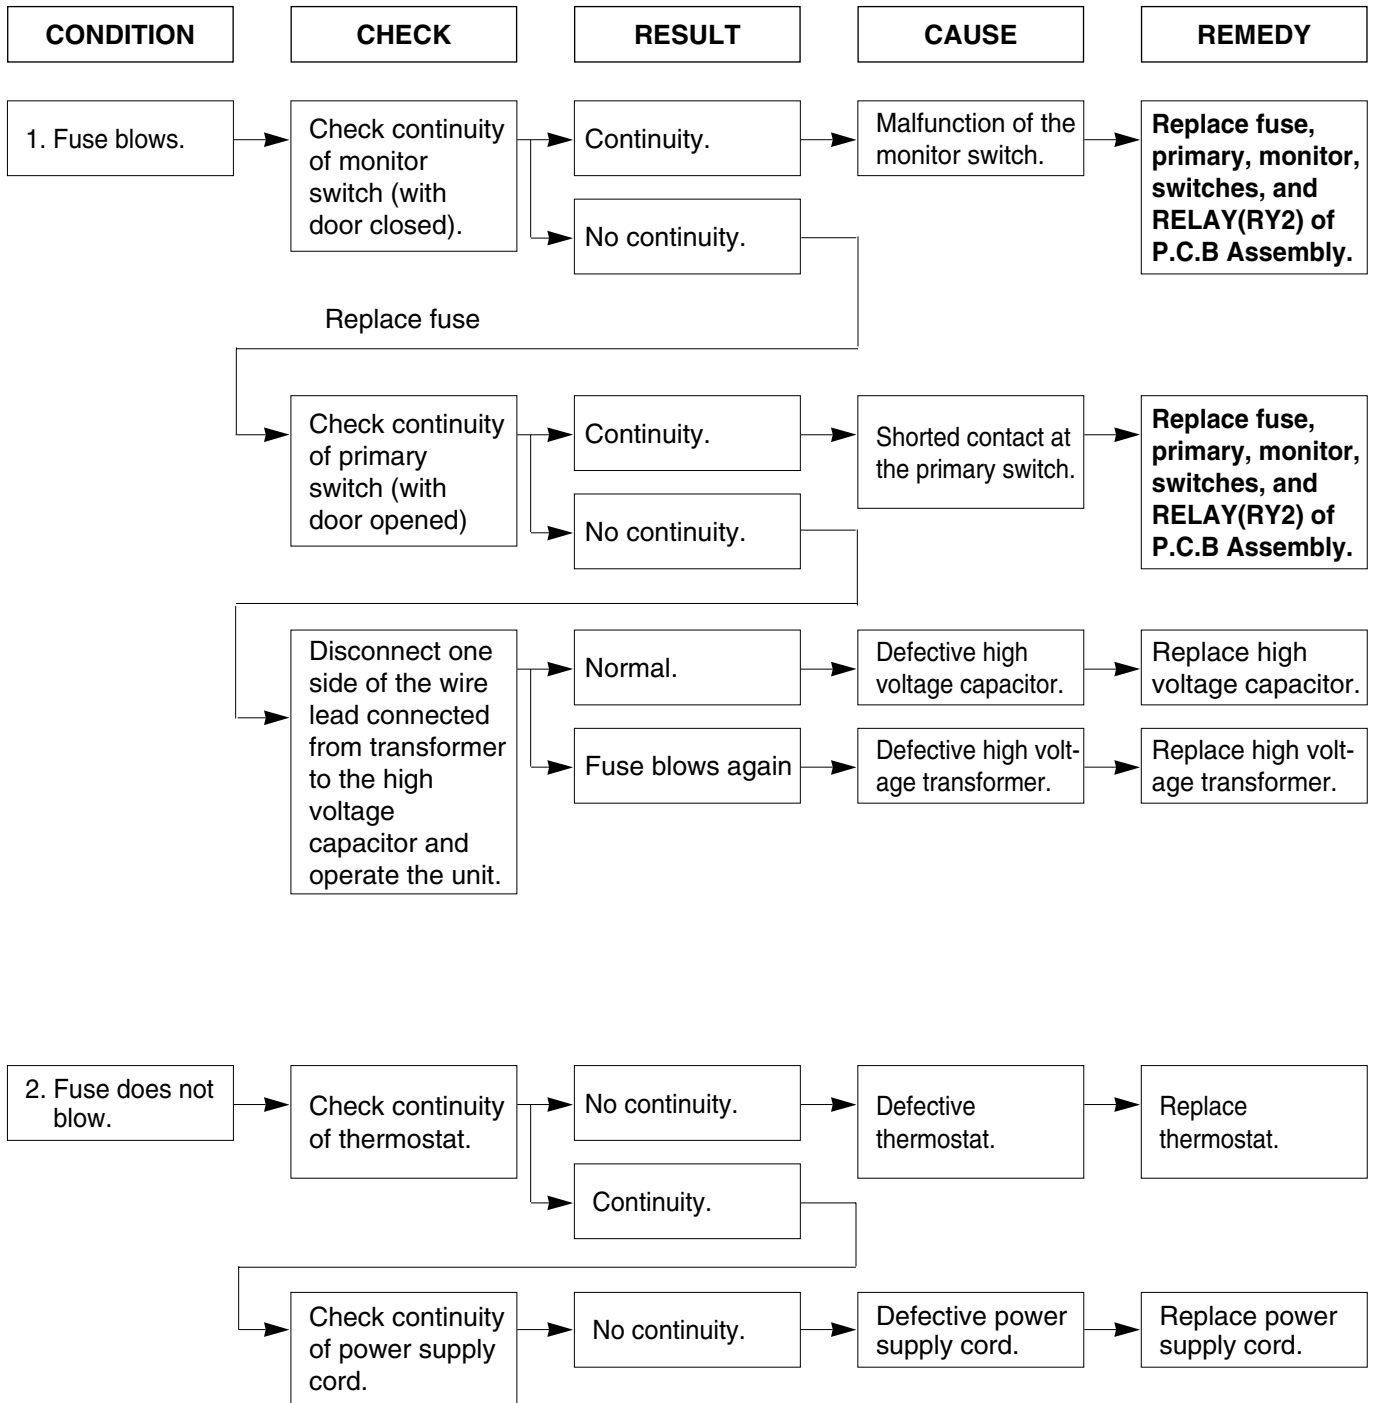 CONDITION
CHECK
RESULT
CAUSE
REMEDY
1. Fuse blows.
Check continuity
of monitor
switch (with
door closed).
Continuity.
Malfunction of the
monitor switch.
Replace fuse,
primary, monitor,
switches, and
RELAY(RY2) of
P.C.B Assembly.
No continuity.
Replace fuse
Check continuity
of primary
switch (with
door opened)
Continuity.
Shorted contact at
the primary switch.
Replace fuse,
primary, monitor,
switches, and
RELAY(RY2) of
P.C.B Assembly.
No continuity.
Disconnect one
side of the wire
lead connected
from transformer
to the high
voltage
capacitor and
operate the unit.
Normal.
Defective high
voltage capacitor.
Replace high
voltage capacitor.
Fuse blows again
Defective high volt-
age transformer.
Replace high volt-
age transformer.
2. Fuse does not
blow.
Check continuity
of thermostat.
No continuity.
Defective
thermostat.
Replace
thermostat.
Continuity.
Check continuity
of power supply
cord.
No continuity.
Defective power
supply cord.
Replace power
supply cord.